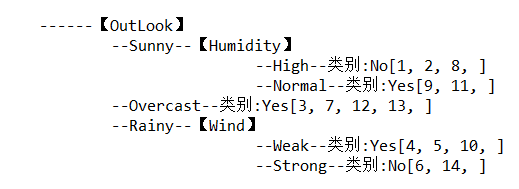 ------【OutLook】
--Sunny--【Humidity】
--High--类别:No[1, 2, 8, ]
--Normal--类别:Yes[9, 11, ]
--Overcast--类别:Yes[3, 7, 12, 13, ]
--Rainy--【Wind】
--Weak--类别:Yes[4, 5, 10, ]
--Strong--类别:No[6, 14, ]